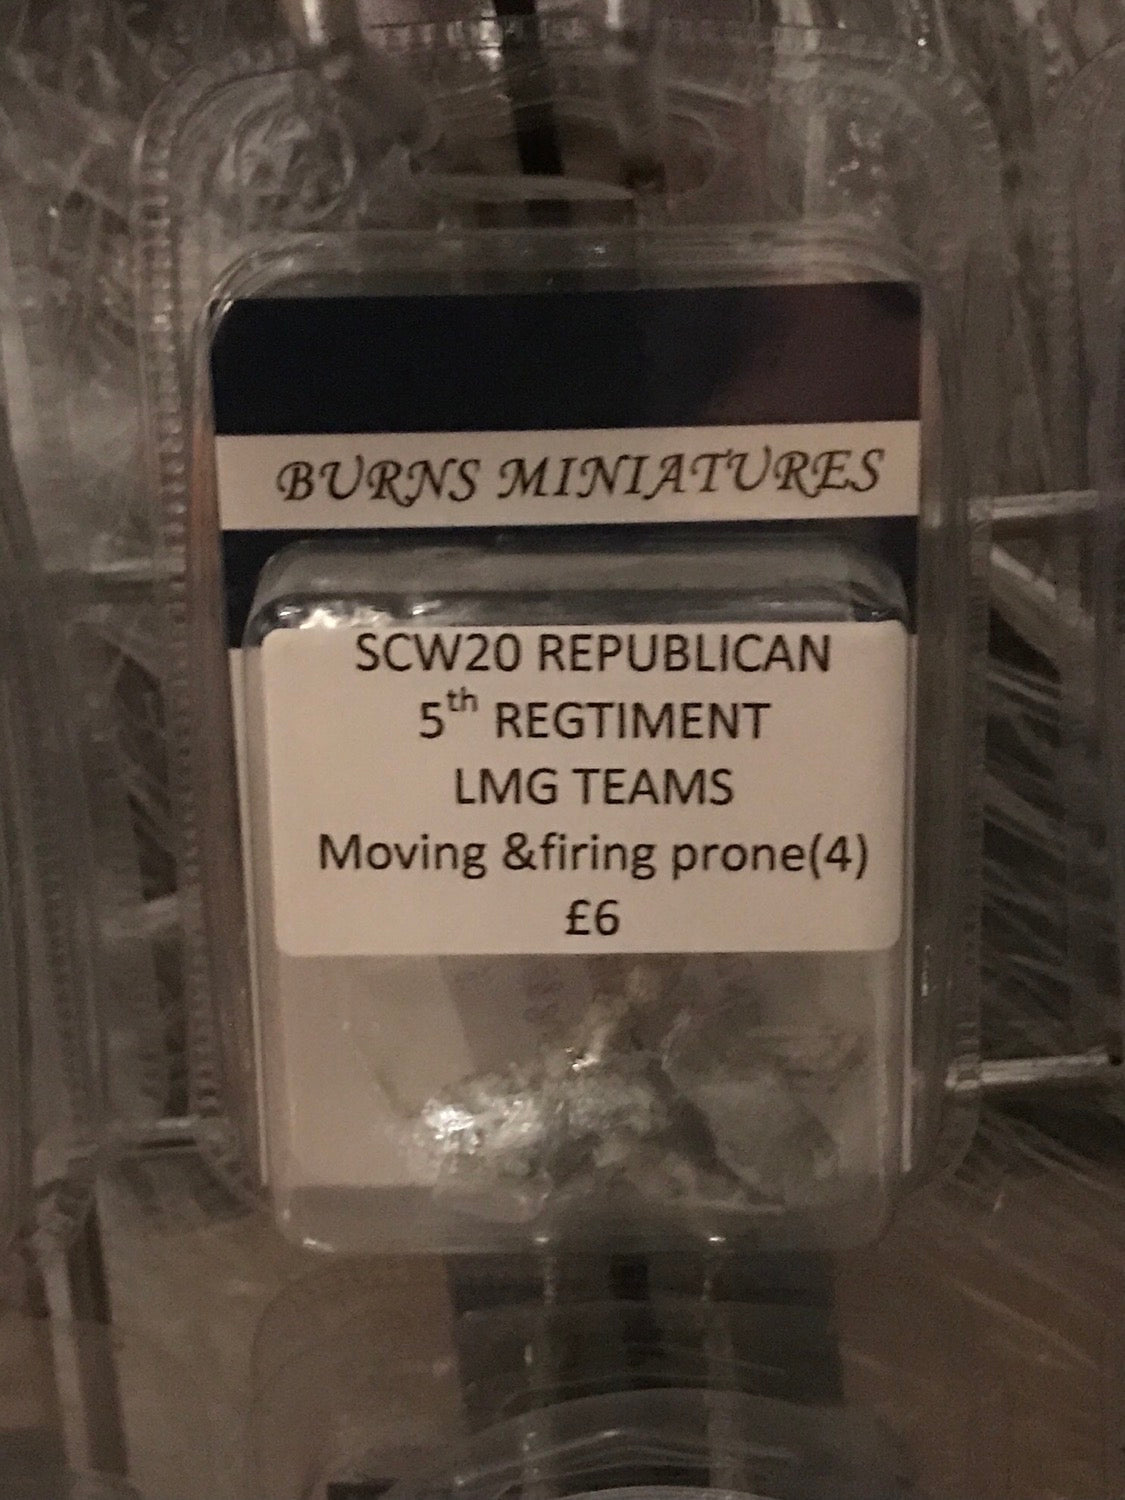 BURNS MINIATURES
SCW20 REPUBLICAN
5th REGTIMENT
LMG TEAMS
Moving &firing prone(4)
£6